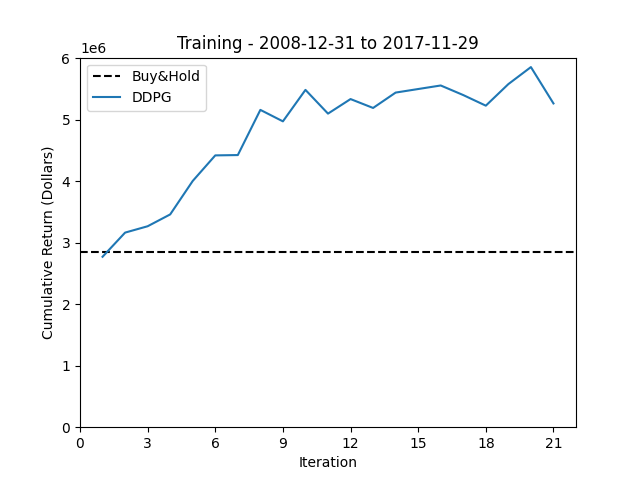 Training - 2008-12-31 to 2017-11-29
1e6
Buy&Hold
DDPG
6
5
4
3
2
1
0
Cumulative Return (Dollars)
0 3 6 9 12 15 18 21
Iteration